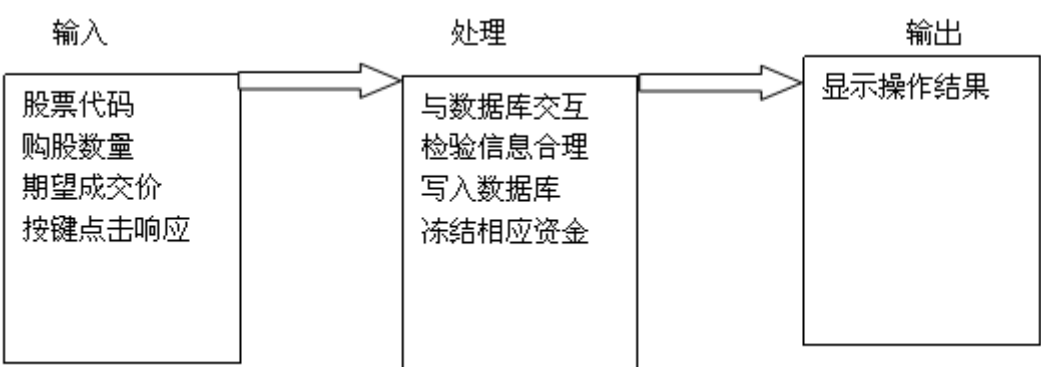 输入
股票代码
购股数量
期望成交价
按键点击响应
处理
与数据库交互
检验信息合理
写入数据库
冻结相应资金
输出
显示操作结果